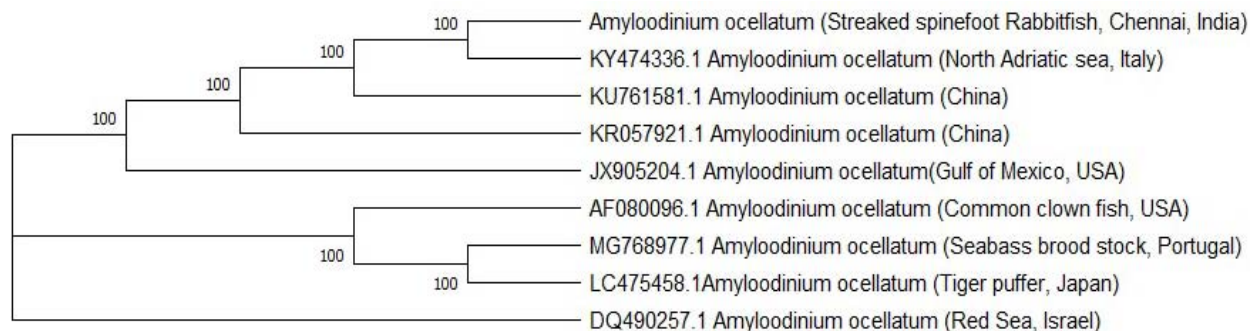 Amyloodinium ocellatum (Streaked spinefoot Rabbitfish, Chennai, India)
100
KY474336.1 Amyloodinium ocellatum (North Adriatic sea, Italy)
100
KU761581.1 Amyloodinium ocellatum (China)
100
KR057921.1 Amyloodinium ocellatum (China)
100
JX905204.1 Amyloodinium ocellatum(Gulf of Mexico, USA)
AF080096.1 Amyloodinium ocellatum (Common clown fish, USA)
MG768977.1 Amyloodinium ocellatum (Seabass brood stock, Portugal)
100
LC475458.1Amyloodinium ocellatum (Tiger puffer, Japan)
100
DQ490257.1 Amyloodinium ocellatum (Red Sea, Israel)